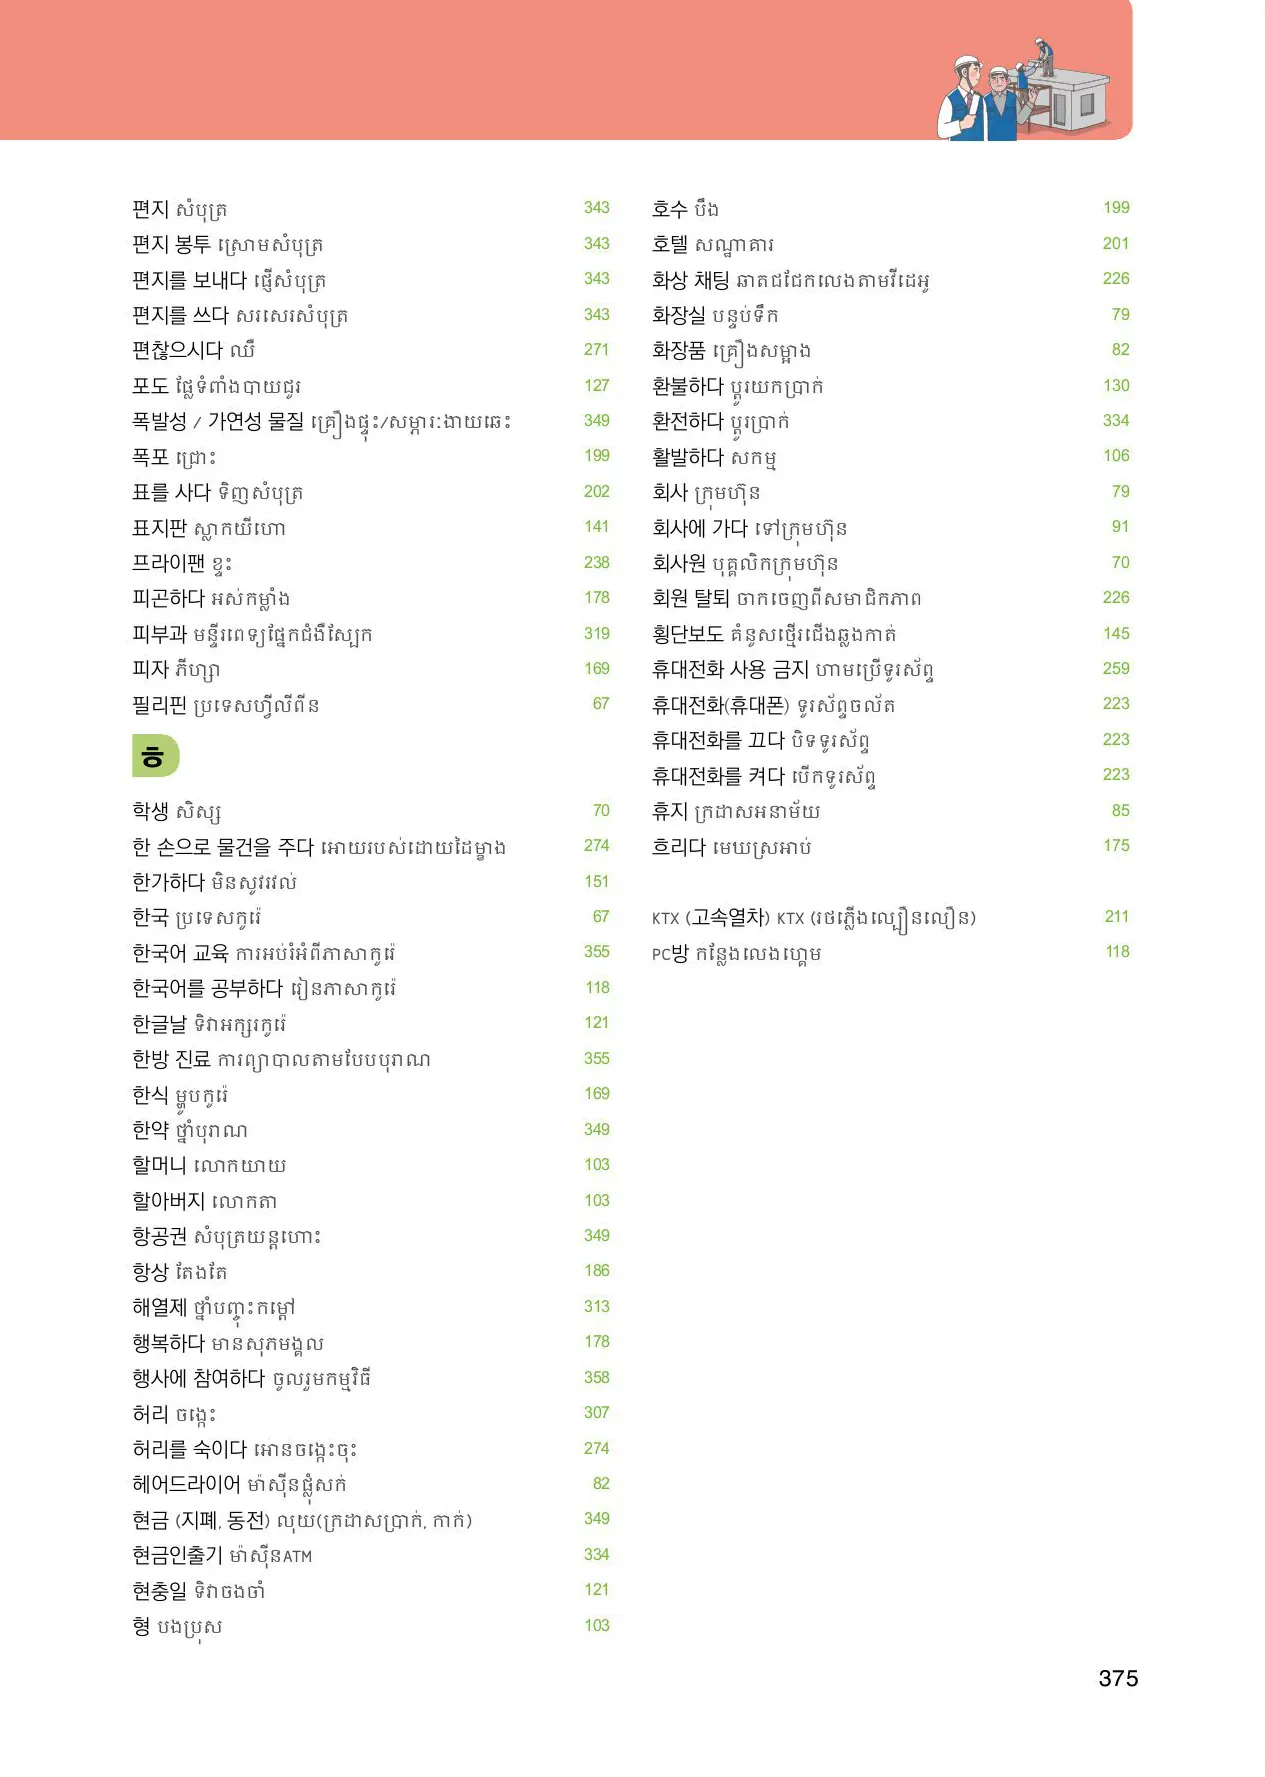 편지 សំបុត្រ 343
편지 봉투 ស្រោមសំបុត្រ 343
편지를 보내다 ផ្ញើសំបុត្រ 343
편지를 쓰다 សរសេរសំបុត្រ 343
편찮으시다 ឈឺ 271
포도 ផ្លែទំពាំងបាយជូរ 127
폭발성 / 가연성 물질 គ្រឿងផ្ទុះ/សម្ភារៈងាយឆេះ 349
폭포 ជ្រោះ 199
표를 사다 ទិញសំបុត្រ 202
표지판 ស្លាកយីហោ 141
프라이팬 ខ្ទះ 238
피곤하다 អស់កម្លាំង 178
피부과 មន្ទីរពេទ្យផ្នែកជំងឺស្បែក 319
피자 ភីហ្សា 169
필리핀 ប្រទេសហ្វីលីពីន 67
ㅎ
학생 សិស្ស 70
한 손으로 물건을 주다 អោយរបស់ដោយដៃម្ខាង 274
한가하다 មិនសូវរវល់ 151
한국 ប្រទេសកូរ៉េ 67
한국어 교육 ការអប់រំអំពីភាសាកូរ៉េ 355
한국어를 공부하다 រៀនភាសាកូរ៉េ 118
한글날 ទិវាអក្សរកូរ៉េ 121
한방 진료 ការព្យាបាលតាមបែបបុរាណ 355
한식 ម្ហូបកូរ៉េ 169
한약 ថ្នាំបុរាណ 349
할머니 លោកយាយ 103
할아버지 លោកតា 103
항공권 សំបុត្រយន្តហោះ 349
항상 តែងតែ 186
해열제 ថ្នាំបញ្ចុះកម្តៅ 313
행복하다 មានសុភមង្គល 178
행사에 참여하다 ចូលរួមកម្មវិធី 358
허리 ចង្កេះ 307
허리를 숙이다 អោនចង្កេះចុះ 274
헤어드라이어 ម៉ាស៊ីនផ្លុំសក់ 82
현금 (지폐, 동전) លុយ(ក្រដាសប្រាក់, កាក់) 349
현금인출기 ម៉ាស៊ីនATM 334
현충일 ទិវាចងចាំ 121
형 បងប្រុស 103
호수 បឹង 199
호텔 សណ្ឋាគារ 201
화상 채팅 ឆាតជជែកលេងតាមវីដេអូ 226
화장실 បន្ទប់ទឹក 79
화장품 គ្រឿងសម្អាង 82
환불하다 ប្តូរយកប្រាក់ 130
환전하다 ប្តូរប្រាក់ 334
활발하다 សកម្ម 106
회사 ក្រុមហ៊ុន 79
회사에 가다 ទៅក្រុមហ៊ុន 91
회사원 បុគ្គលិកក្រុមហ៊ុន 70
회원 탈퇴 ចាកចេញពីសមាជិកភាព 226
횡단보도 គំនូសថ្មើរជើងឆ្លងកាត់ 145
휴대전화 사용 금지 ហាមប្រើទូរស័ព្ទ 259
휴대전화(휴대폰) ទូរស័ព្ទចល័ត 223
휴대전화를 끄다 បិទទូរស័ព្ទ 223
휴대전화를 켜다 បើកទូរស័ព្ទ 223
휴지 ក្រដាសអនាម័យ 85
흐리다 មេឃស្រអាប់ 175
KTX (고속열차) KTX (រថភ្លើងល្បឿនលឿន) 211
PC방 កន្លែងលេងហ្គេម 118
375